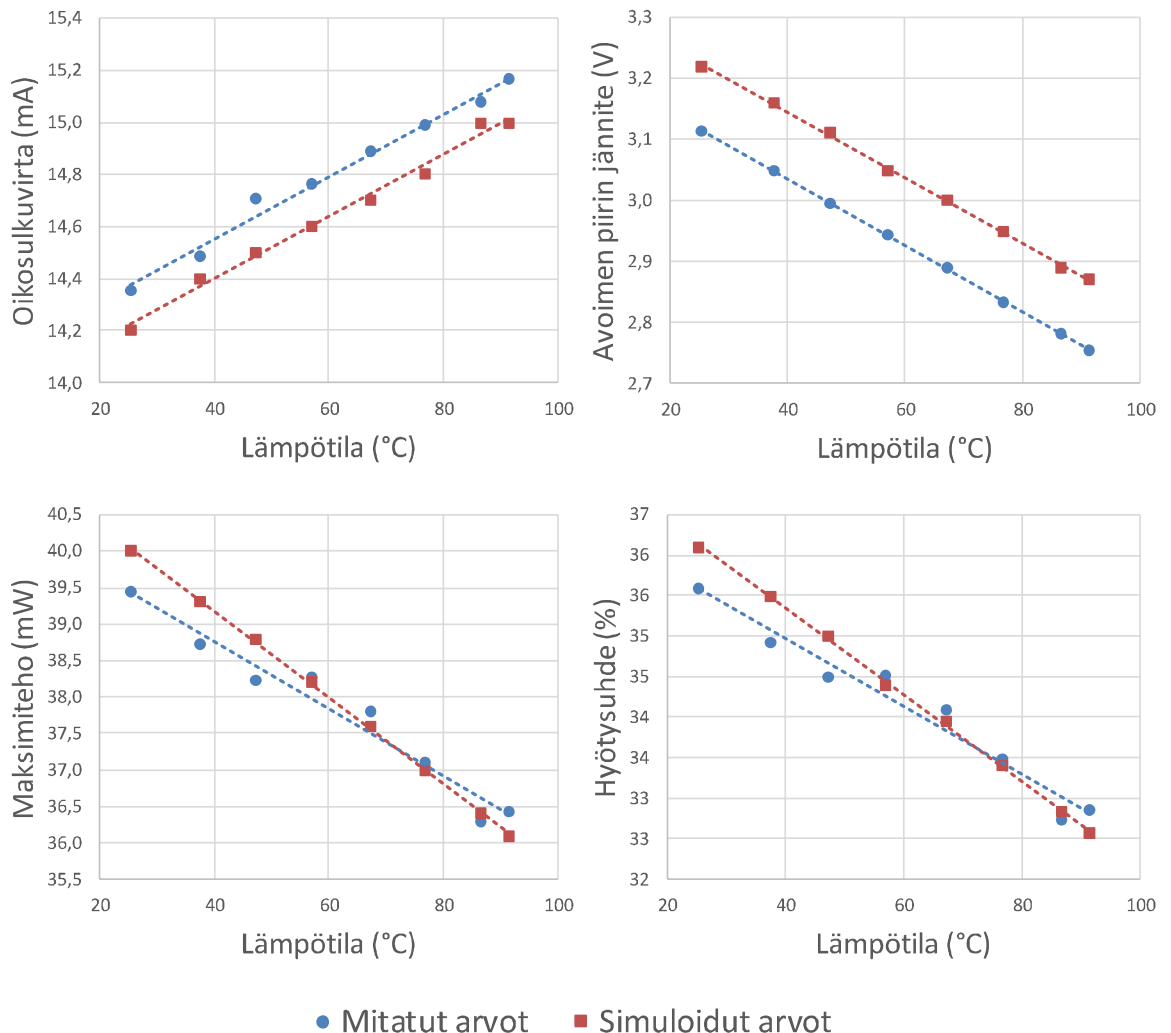 15,4
15,2
15,0
14,8
14,6
14,4
14,2
14,0
20 40 60 80 100
Oikosulkuvirta (mA)
Lämpötila (°C)
3,3
3,2
3,1
3,0
2,9
2,8
2,7
20 40 60 80 100
Avoimen piirin jännite (V)
Lämpötila (°C)
40,5
40,0
39,5
39,0
38,5
38,0
37,5
37,0
36,5
36,0
35,5
20 40 60 80 100
Maksimiteho (mW)
Lämpötila (°C)
37
36
36
35
35
34
34
33
33
32
20 40 60 80 100
Hyötysuhde (%)
Lämpötila (°C)
Mitatut arvot Simuloidut arvot